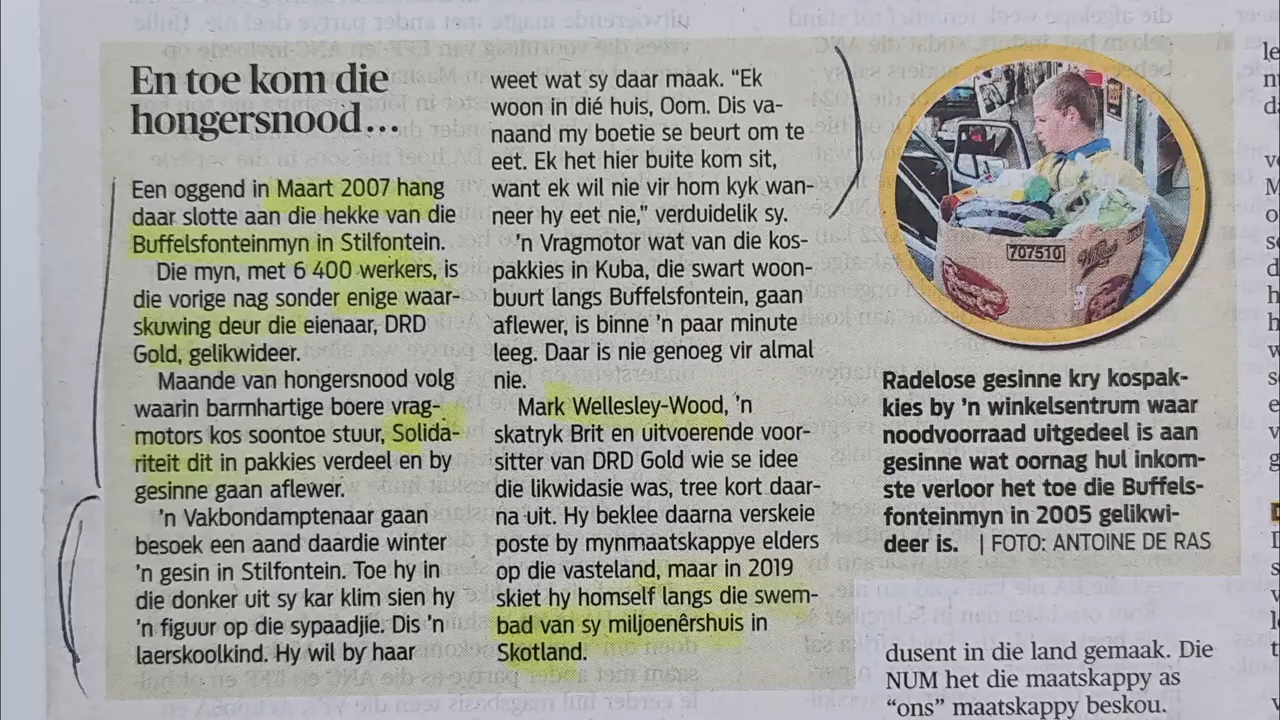 En toe kom die
hongersnood...
Een oggend in Maart 2007 hang
daar slotte aan die hekke van die
Buffelsfonteinmyn in Stilfontein.
Die myn, met 6 400 werkers, is
die vorige nag sonder enige waar-
skuwing deur die eienaar, DRD
Gold, gelikwideer.
Maande van hongersnood volg
waarin barmhartige boere vrag-
motors kos soontoe stuur, Solida-
riteit dit in pakkies verdeel en by
gesinne gaan aflewer.
'n Vakbondamptenaar gaan
besoek een aand daardie winter
'n gesin in Stilfontein. Toe hy in
die donker uit sy kar klim sien hy
'n figuur op die sypaadjie. Dis 'n
laerskoolkind. Hy wil by haar
weet wat sy daar maak. “Ek
woon in dié huis, Oom. Dis va-
naand my boetie se beurt om te
eet. Ek het hier buite kom sit,
want ek wil nie vir hom kyk wan-
neer hy eet nie,” verduidelik sy.
'n Vragmotor wat van die kos-
pakkies in Kuba, die swart woon-
buurt langs Buffelsfontein, gaan
aflewer, is binne 'n paar minute
leeg. Daar is nie genoeg vir almal
nie.
Mark Wellesley-Wood, 'n
skatryk Brit en uitvoerende voor-
sitter van DRD Gold wie se idee
die likwidasie was, tree kort daar-
na uit. Hy beklee daarna verskeie
poste by mynmaatskappye elders
op die vasteland, maar in 2019
skiet hy homself langs die swem-
bad van sy miljoenêrshuis in
Skotland.
707510
Radelose gesinne kry kospak-
kies by 'n winkelsentrum waar
noodvoorraad uitgedeel is aan
gesinne wat oornag hul inkom-
ste verloor het toe die Buffels-
fonteinmyn in 2005 gelikwi-
deer is. | FOTO: ANTOINE DE RAS
dusent in die land gemaak. Die
NUM het die maatskappy as
“ons” maatskappy beskou.